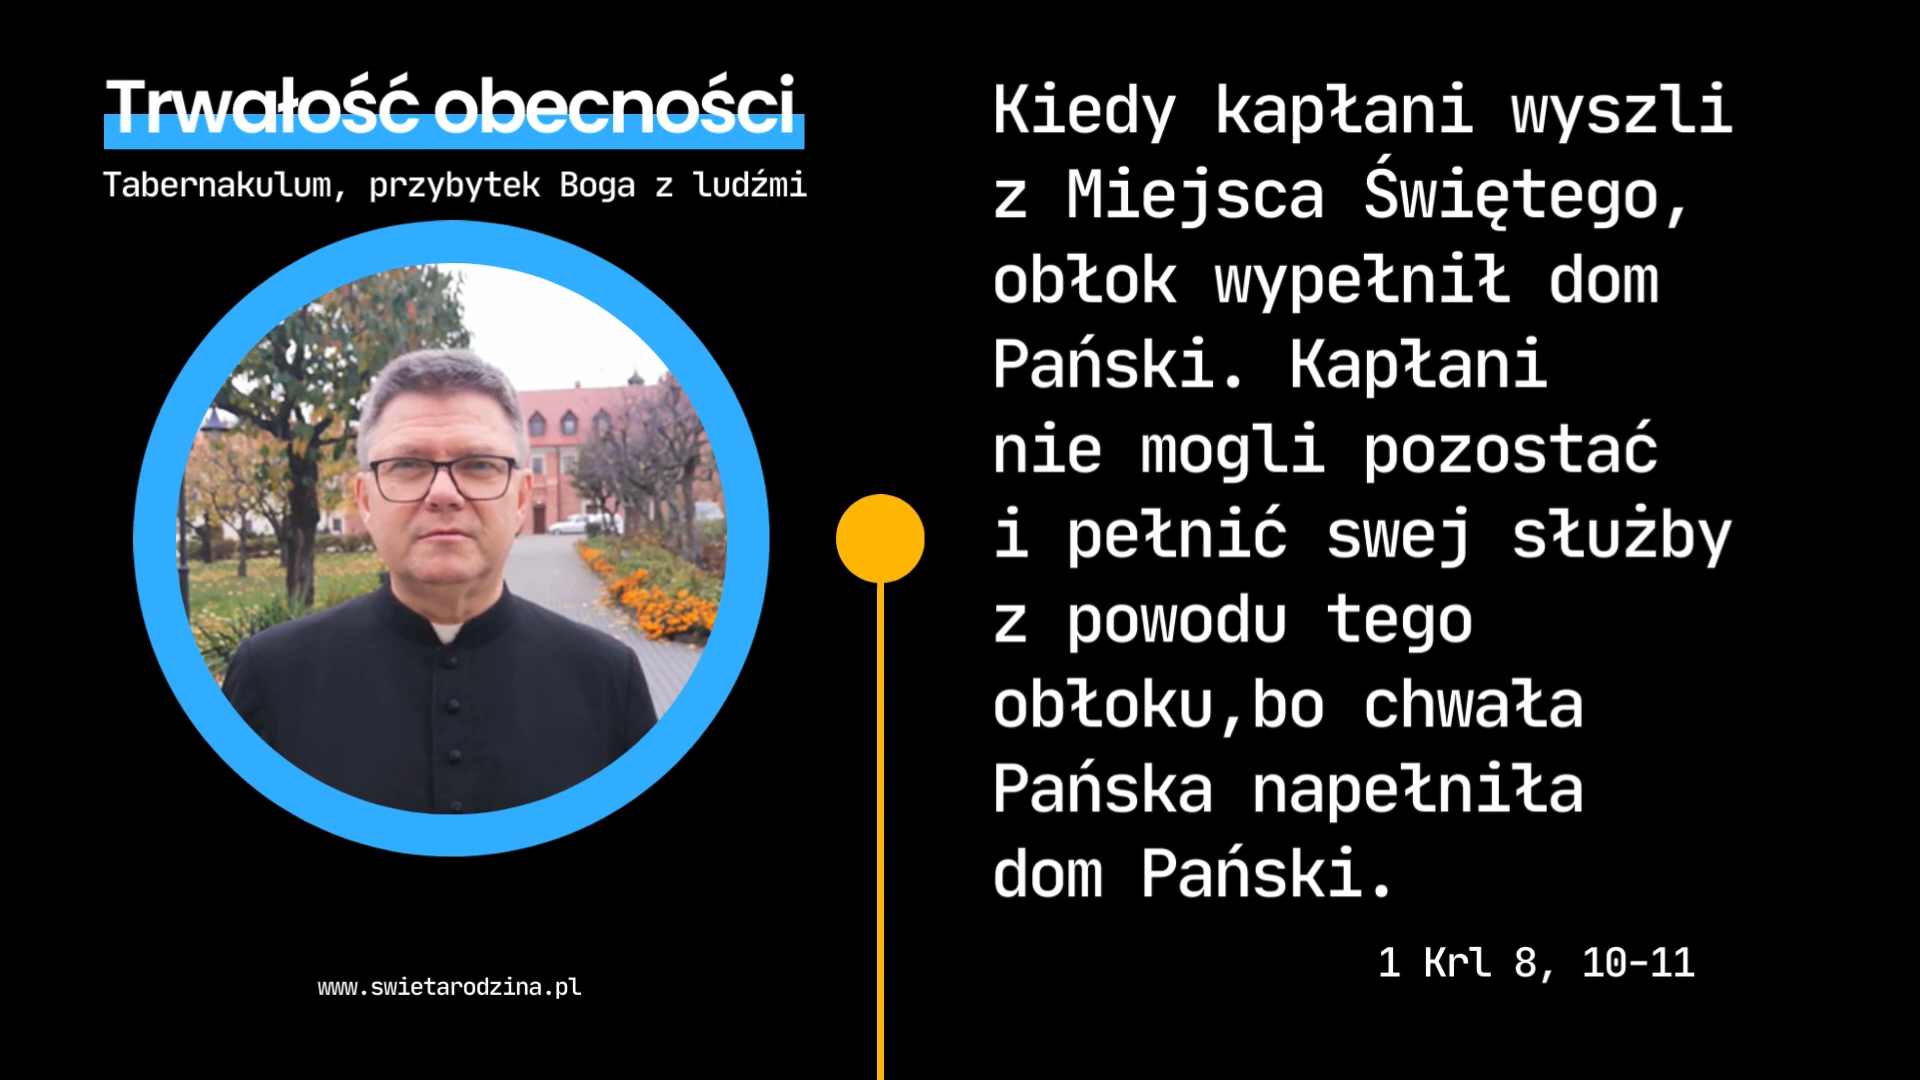 Trwałość obecności
Tabernakulum, przybytek Boga z ludźmi
www.swietarodzina.pl
Kiedy kapłani wyszli
z Miejsca Świętego,
obłok wypełnił dom
Pański. Kapłani
nie mogli pozostać
i pełnić swej służby
z powodu tego
obłoku,bo chwała
Pańska napełniła
dom Pański.
1 Krl 8, 10-11